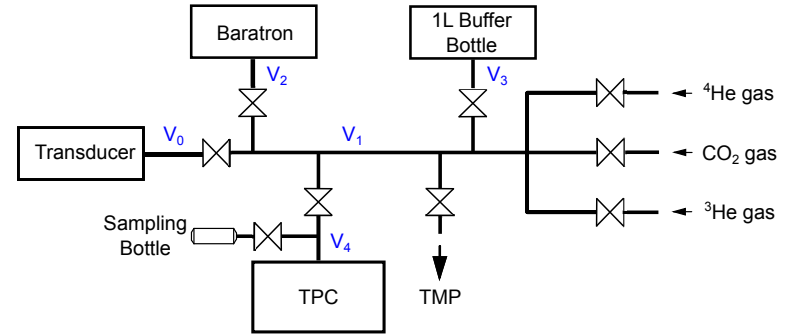 Baratron
1L Buffer
Bottle
V₂
V₃
⁴He gas
Transducer
V₀
V₁
CO₂ gas
³He gas
Sampling
Bottle
V₄
TPC
TMP